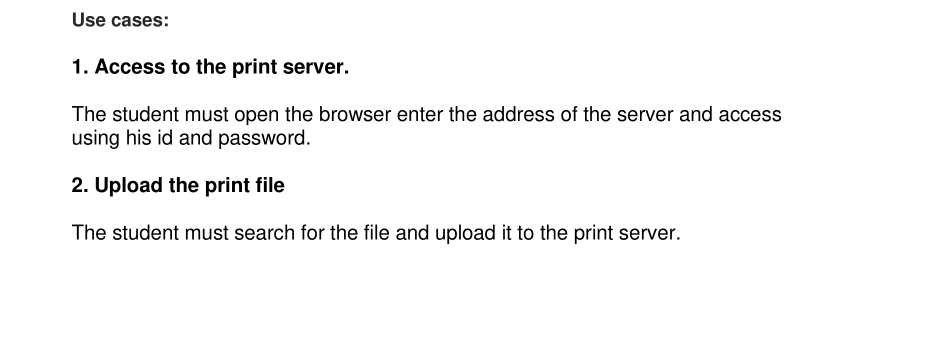 Use cases:
1. Access to the print server.
The student must open the browser enter the address of the server and access
using his id and password.
2. Upload the print file
The student must search for the file and upload it to the print server.